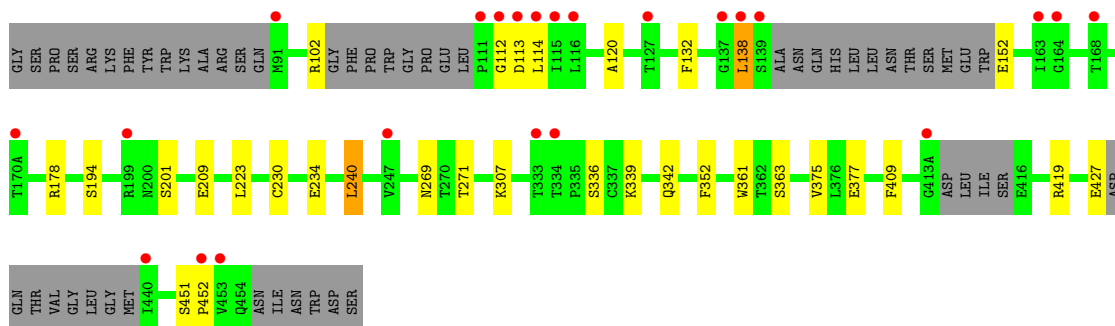 GLY SER PRO SER ARG LYS PHE TYR TRP LYS ALA ARG SER GLN M91 R102 GLY PHE PRO TRP GLY PRO GLU LEU P111 G112 D113 L114 I115 L116 A120 T127 F132 G137 L138 S139 ALA ASN GLN HIS LEU LEU ASN THR SER MET GLU TRP E152 I163 G164 T168
T170A R178 S194 R199 N200 S201 E209 L223 C230 E234 L240 V247 N269 T270 T271 K307 T333 T334 P335 S336 C337 K339 Q342 F352 W361 T362 S363 V375 L376 E377 F409 G413A ASP LEU ILE SER E416 R419 E427 ASP
GLN THR VAL GLY LEU GLY MET I440 S451 P452 V453 Q454 ASN ILE ASN TRP ASP SER